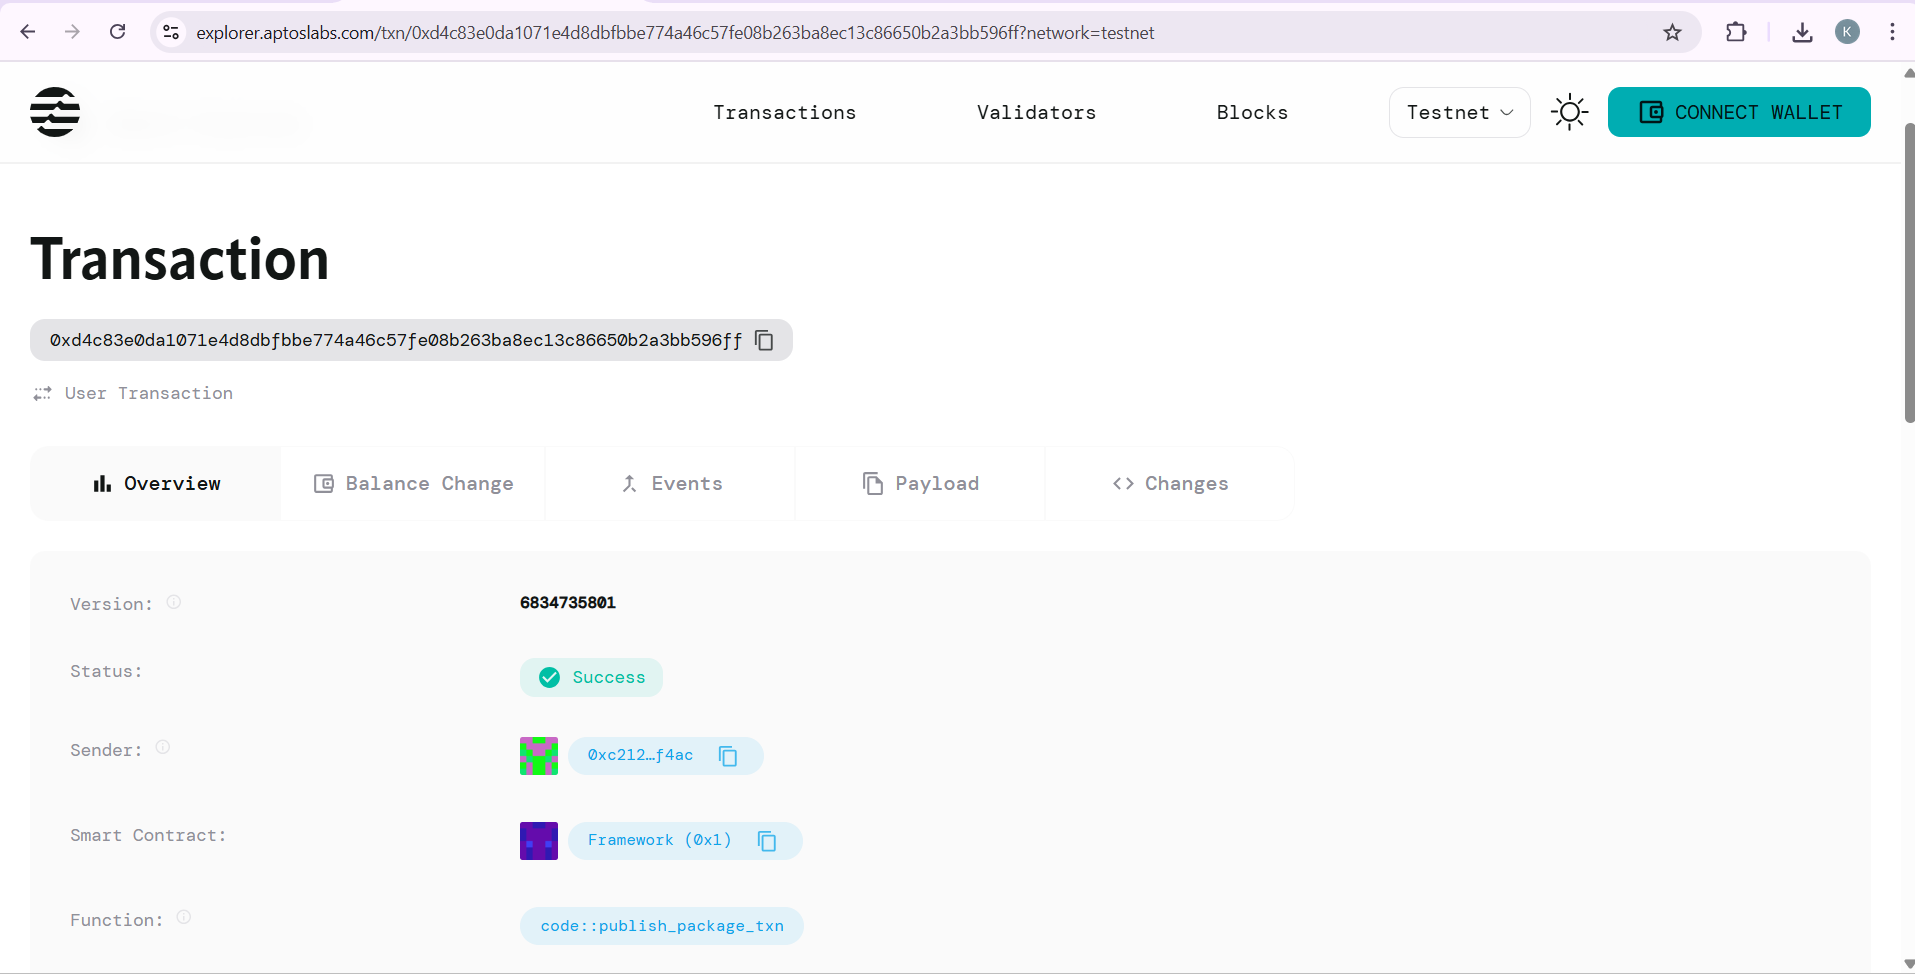 explorer.aptoslabs.com/txn/0xd4c83e0da1071e4d8dbfbbe774a46c57fe08b263ba8ec13c86650b2a3bb596ff?network=testnet
K
Transactions Validators Blocks Testnet CONNECT WALLET
Transaction
0xd4c83e0da1071e4d8dbfbbe774a46c57fe08b263ba8ec13c86650b2a3bb596ff
User Transaction
Overview Balance Change Events Payload Changes
Version: 6834735801
Status: Success
Sender: 0xc212…f4ac
Smart Contract: Framework (0x1)
Function: code::publish_package_txn